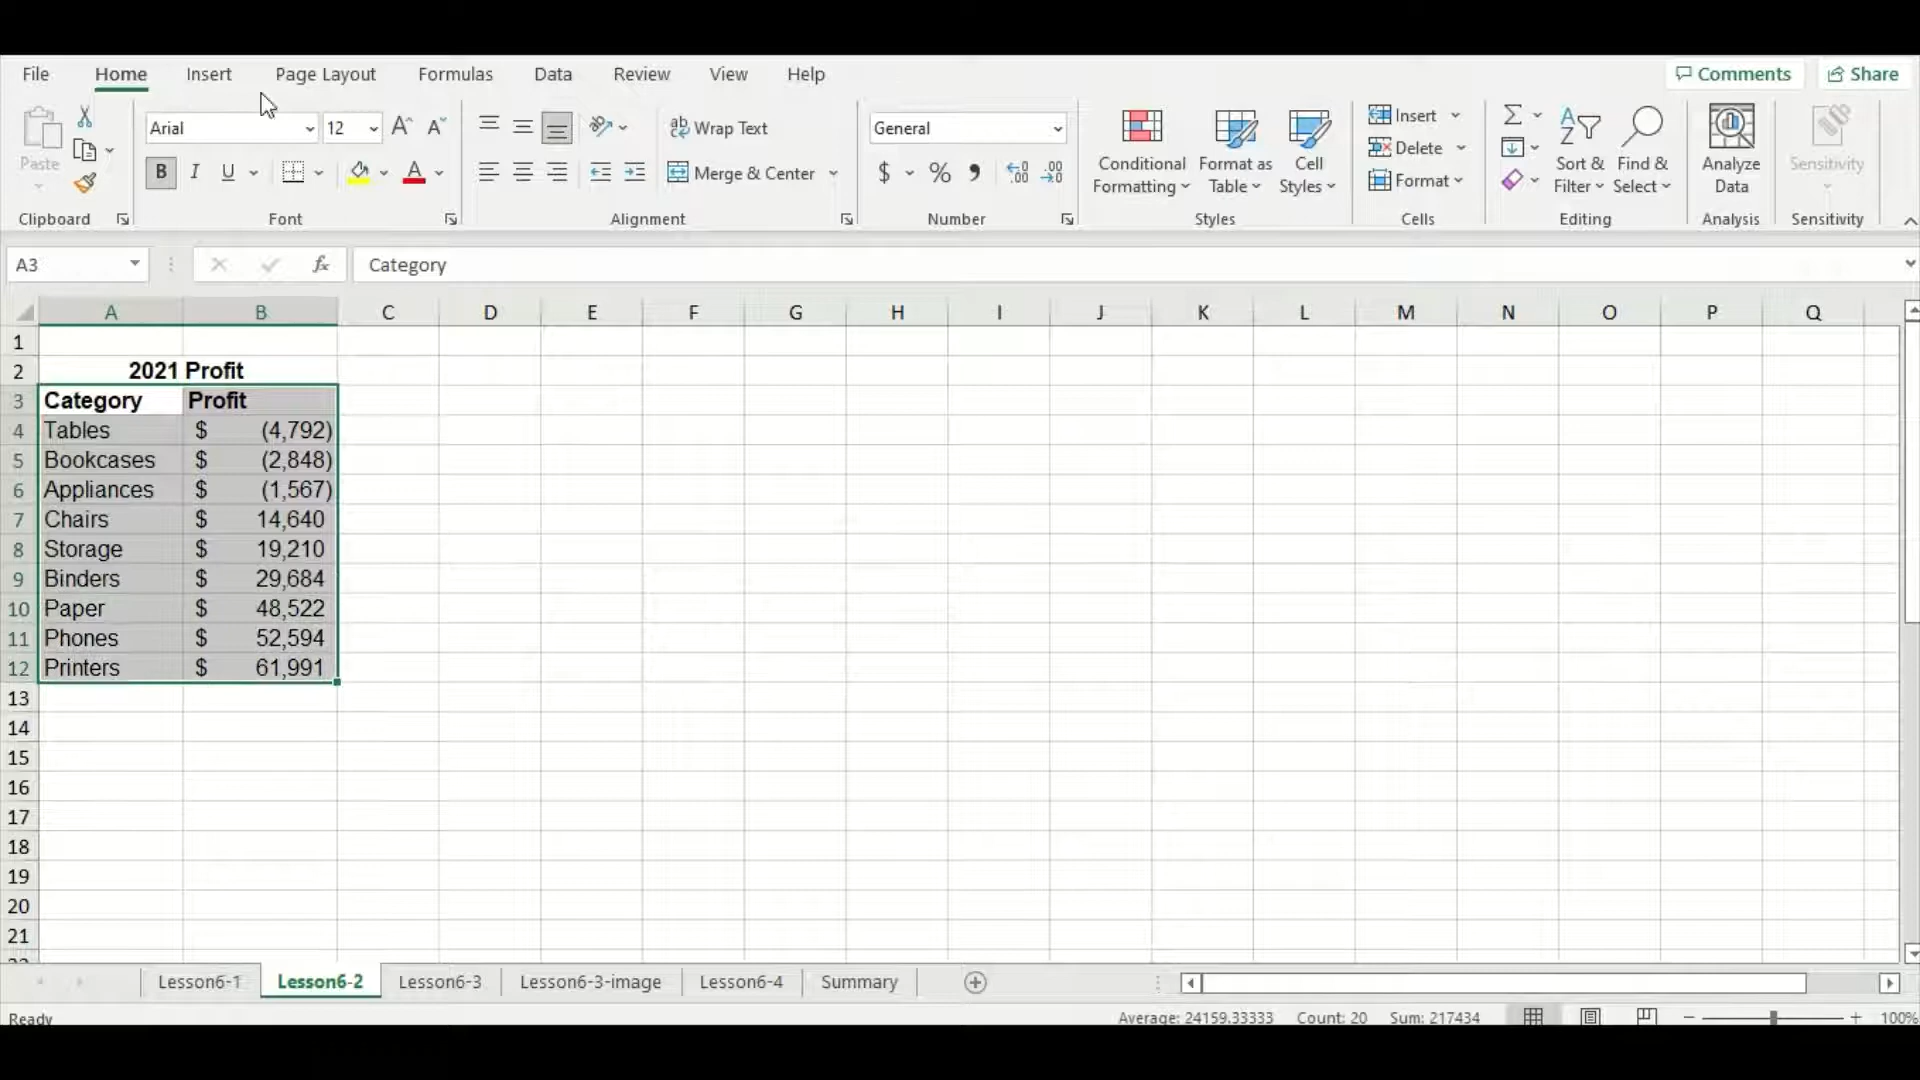 File Home Insert Page Layout Formulas Data Review View Help Comments Share
Arial 12 Wrap Text General
Paste B I U Merge & Center $ % Conditional Formatting Format as Table Cell Styles Insert Delete Format Sort & Filter Find & Select Analyze Data Sensitivity
Clipboard Font Alignment Number Styles Cells Editing Analysis Sensitivity
A3 fx Category
A B C D E F G H I J K L M N O P Q
1
2 2021 Profit
3 Category Profit
4 Tables $ (4,792)
5 Bookcases $ (2,848)
6 Appliances $ (1,567)
7 Chairs $ 14,640
8 Storage $ 19,210
9 Binders $ 29,684
10 Paper $ 48,522
11 Phones $ 52,594
12 Printers $ 61,991
13
14
15
16
17
18
19
20
21
Lesson6-1 Lesson6-2 Lesson6-3 Lesson6-3-image Lesson6-4 Summary
Ready Average: 24159.33333 Count: 20 Sum: 217434 100%